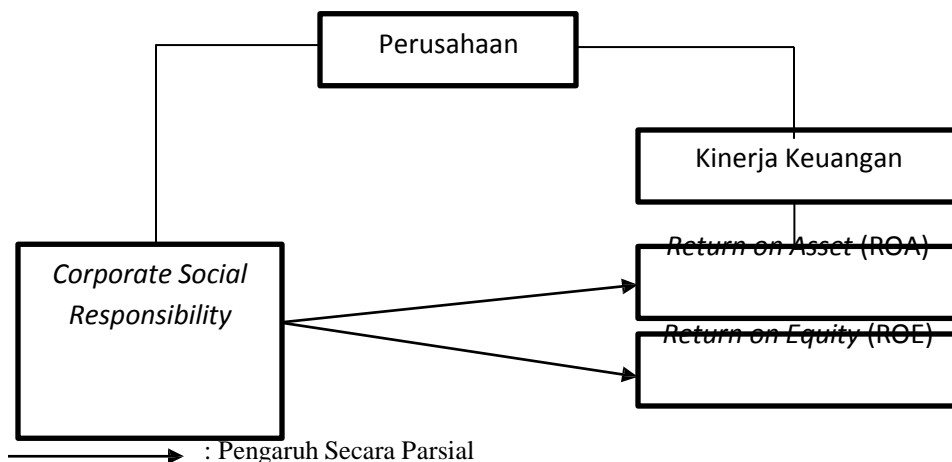 Perusahaan
Kinerja Keuangan
Corporate Social
Responsibility
Return on Asset (ROA)
Return on Equity (ROE)
: Pengaruh Secara Parsial